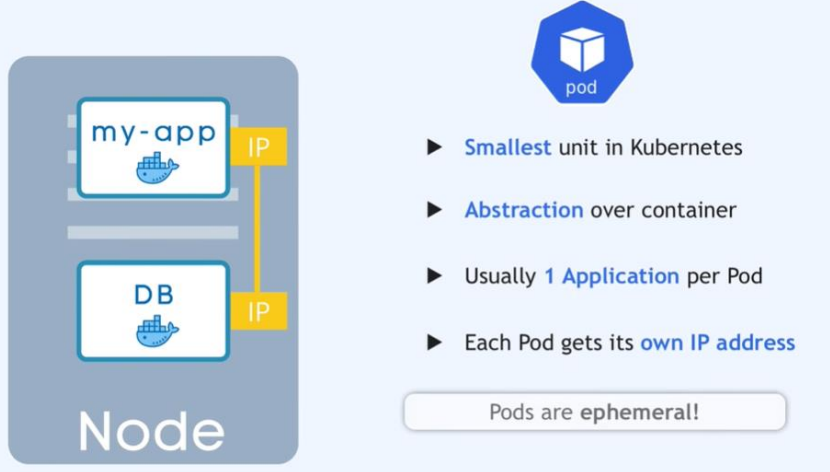 my-app
IP
DB
IP
Node
pod
Smallest unit in Kubernetes
Abstraction over container
Usually 1 Application per Pod
Each Pod gets its own IP address
Pods are ephemeral!